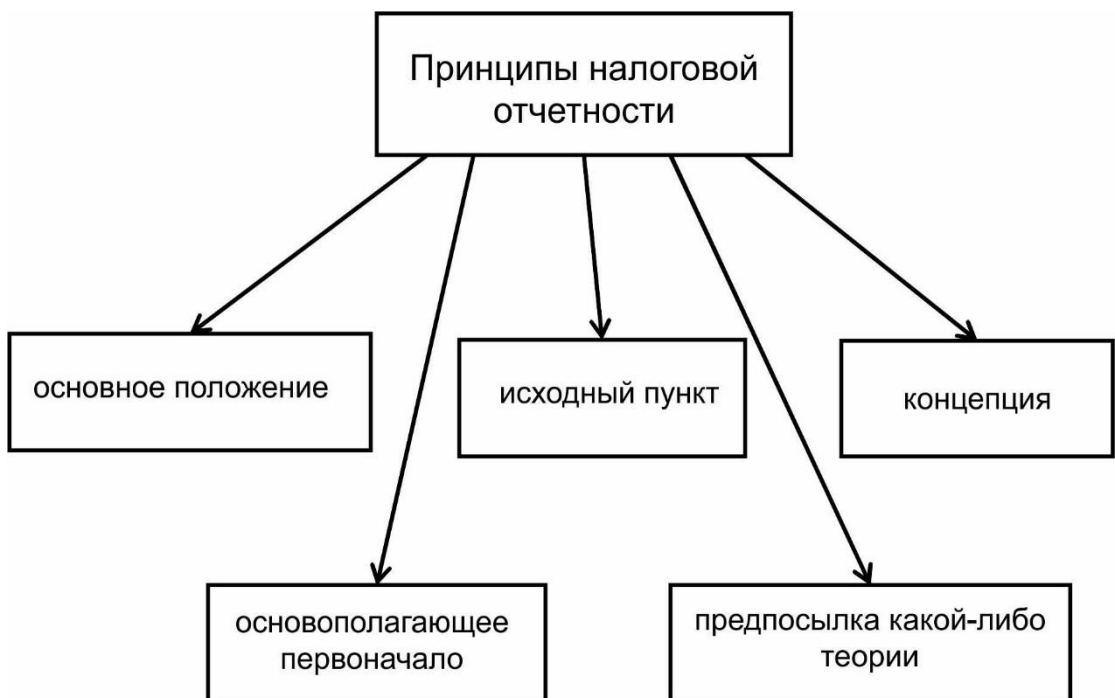 Принципы налоговой
отчетности
основное положение
исходный пункт
концепция
основополагающее
первоначало
предпосылка какой-либо
теории